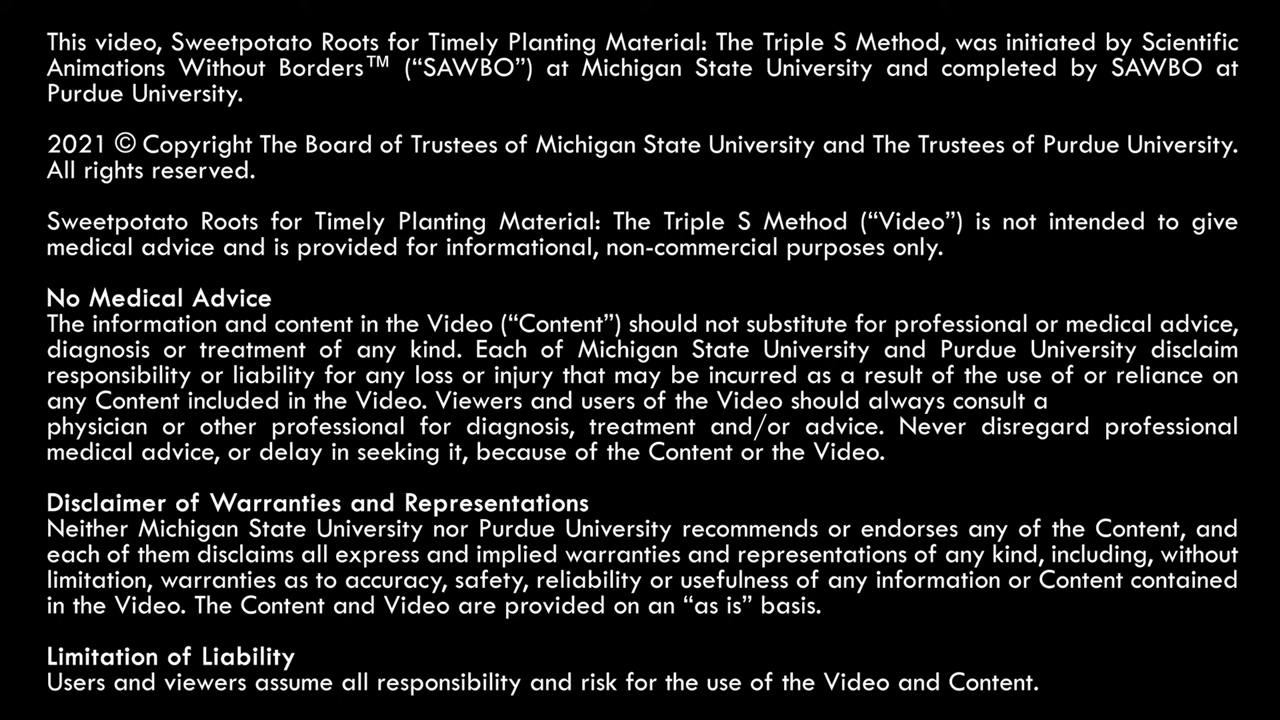 This video, Sweetpotato Roots for Timely Planting Material: The Triple S Method, was initiated by Scientific
Animations Without Borders™ (“SAWBO”) at Michigan State University and completed by SAWBO at
Purdue University.
2021 © Copyright The Board of Trustees of Michigan State University and The Trustees of Purdue University.
All rights reserved.
Sweetpotato Roots for Timely Planting Material: The Triple S Method (“Video”) is not intended to give
medical advice and is provided for informational, non-commercial purposes only.
No Medical Advice
The information and content in the Video (“Content”) should not substitute for professional or medical advice,
diagnosis or treatment of any kind. Each of Michigan State University and Purdue University disclaim
responsibility or liability for any loss or injury that may be incurred as a result of the use of or reliance on
any Content included in the Video. Viewers and users of the Video should always consult a
physician or other professional for diagnosis, treatment and/or advice. Never disregard professional
medical advice, or delay in seeking it, because of the Content or the Video.
Disclaimer of Warranties and Representations
Neither Michigan State University nor Purdue University recommends or endorses any of the Content, and
each of them disclaims all express and implied warranties and representations of any kind, including, without
limitation, warranties as to accuracy, safety, reliability or usefulness of any information or Content contained
in the Video. The Content and Video are provided on an “as is” basis.
Limitation of Liability
Users and viewers assume all responsibility and risk for the use of the Video and Content.